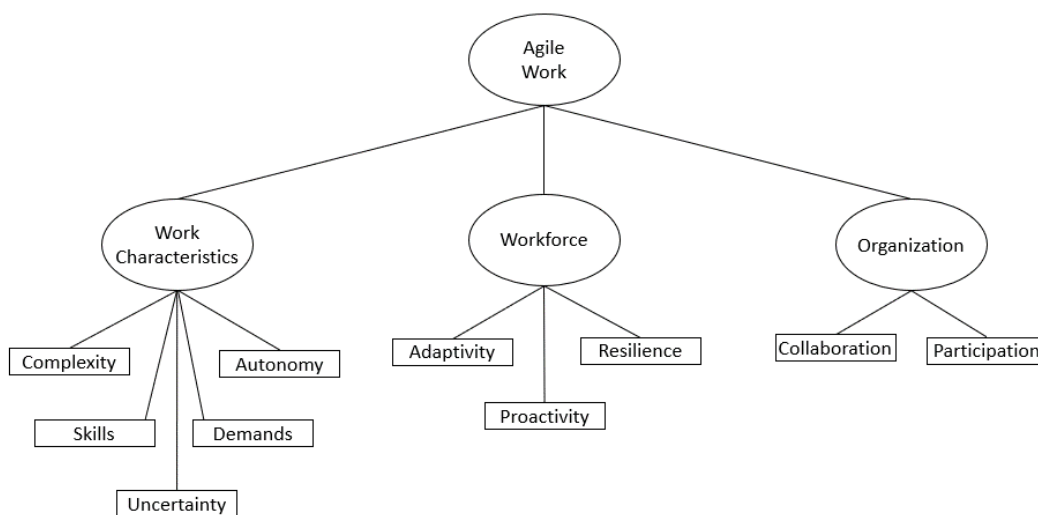 Agile
Work
Work
Characteristics
Workforce
Organization
Complexity
Autonomy
Adaptivity
Resilience
Collaboration
Participation
Skills
Demands
Proactivity
Uncertainty